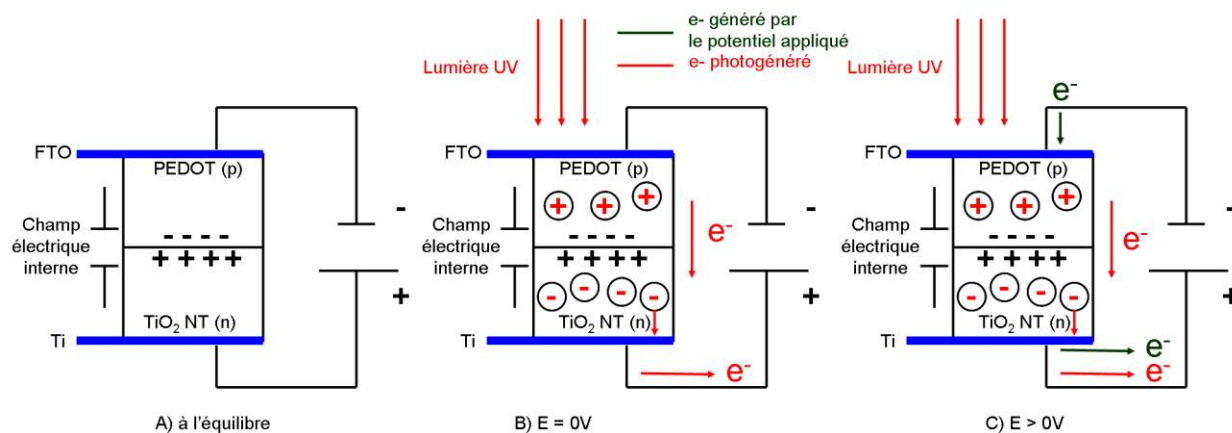 e- généré par
le potentiel appliqué
e- photogénéré
Lumière UV
Lumière UV
e-
FTO
PEDOT (p)
Champ
électrique
interne
- - - -
+ + + +
-
+
TiO2 NT (n)
Ti
A) à l'équilibre
FTO
PEDOT (p)
+ + +
Champ
électrique
interne
- - - -
+ + + +
- - - -
e-
-
+
TiO2 NT (n)
Ti
e-
B) E = 0V
FTO
PEDOT (p)
+ + +
Champ
électrique
interne
- - - -
+ + + +
- - - -
e-
-
+
TiO2 NT (n)
Ti
e-
e-
C) E > 0V